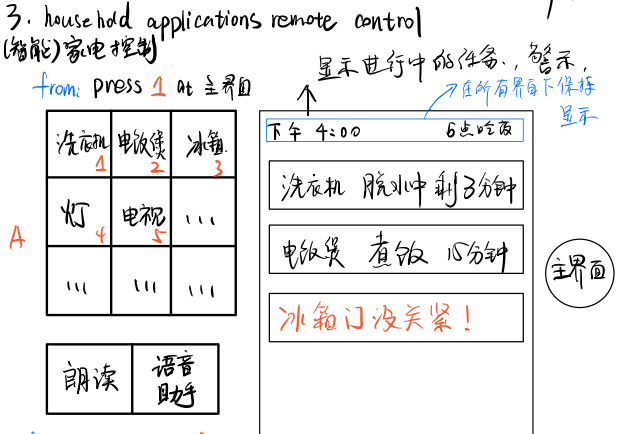 3. household applications remote control
(智能)家电控制
from: press 1 at 主界面
显示进行中的任务、警示,
在所有界面下保持
显示
下午 4:00 6点吃夜
洗衣机 1 电饭煲 2 冰箱 3
灯 4 电视 5 ...
... ... ...
A
洗衣机 脱水中 剩3分钟
电饭煲 煮饭 15分钟
冰箱门没关紧!
主界面
朗读
语音
助手